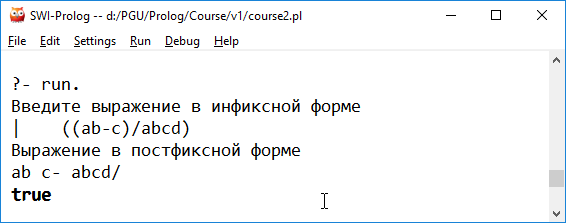 SWI-Prolog -- d:/PGU/Prolog/Course/v1/course2.pl
File Edit Settings Run Debug Help
?- run.
Введите выражение в инфиксной форме
|    ((ab-c)/abcd)
Выражение в постфиксной форме
ab c- abcd/
true